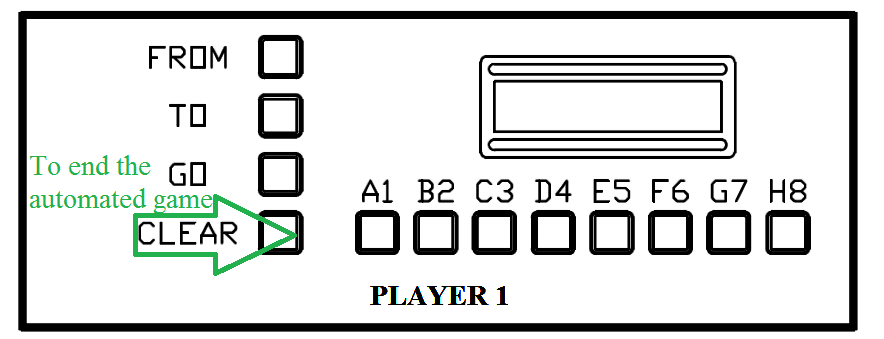 FROM
TO
To end the
automated game
GO
CLEAR
A1 B2 C3 D4 E5 F6 G7 H8
PLAYER 1